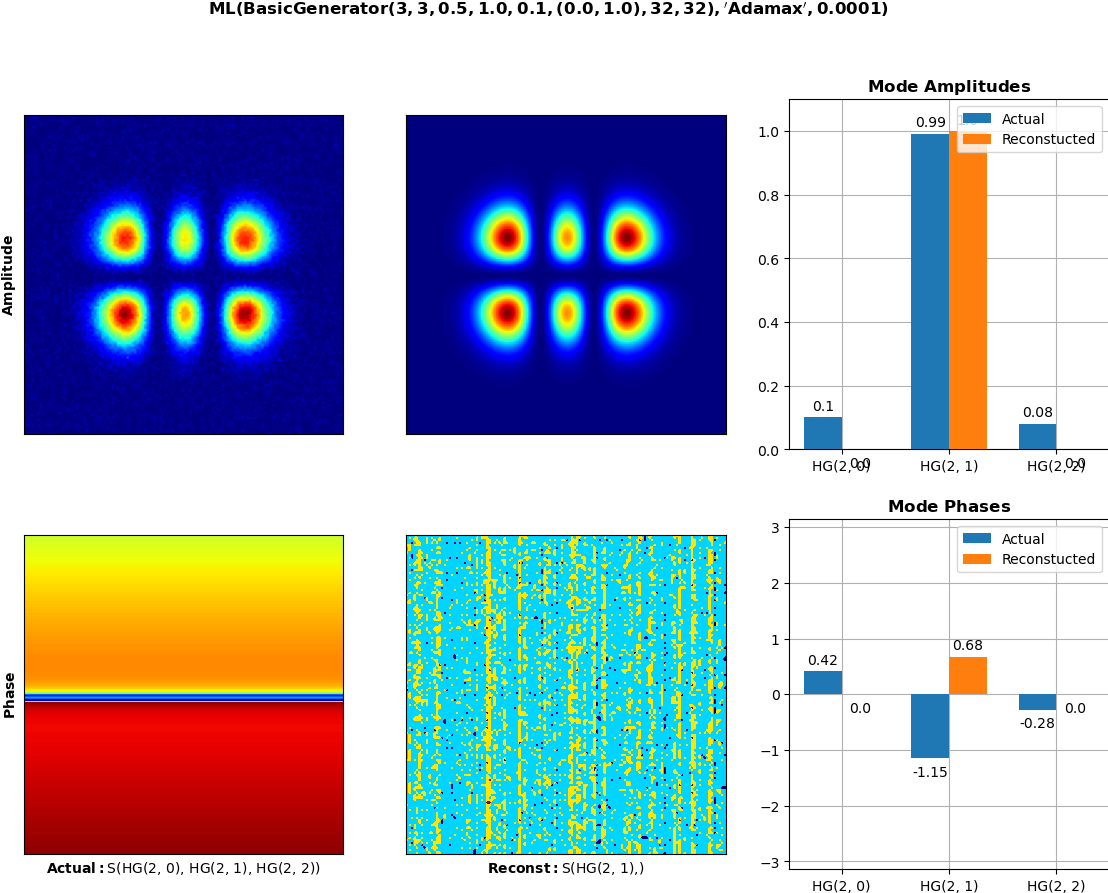 ML(BasicGenerator(3, 3, 0.5, 1.0, 0.1, (0.0, 1.0), 32, 32), ′Adamax′, 0.0001)
Amplitude
Mode Amplitudes
Actual
Reconstucted
1.0
0.8
0.6
0.4
0.2
0.0
0.1
0.0
0.99
0.08
0.0
HG(2, 0)
HG(2, 1)
HG(2, 2)
Phase
Actual: S(HG(2, 0), HG(2, 1), HG(2, 2))
Reconst: S(HG(2, 1),)
Mode Phases
Actual
Reconstucted
3
2
1
0
−1
−2
−3
0.42
0.0
-1.15
0.68
-0.28
0.0
HG(2, 0)
HG(2, 1)
HG(2, 2)